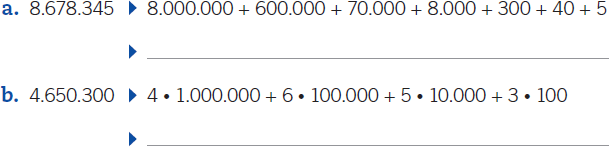 a. 8.678.345 ▶ 8.000.000 + 600.000 + 70.000 + 8.000 + 300 + 40 + 5
▶
b. 4.650.300 ▶ 4 • 1.000.000 + 6 • 100.000 + 5 • 10.000 + 3 • 100
▶